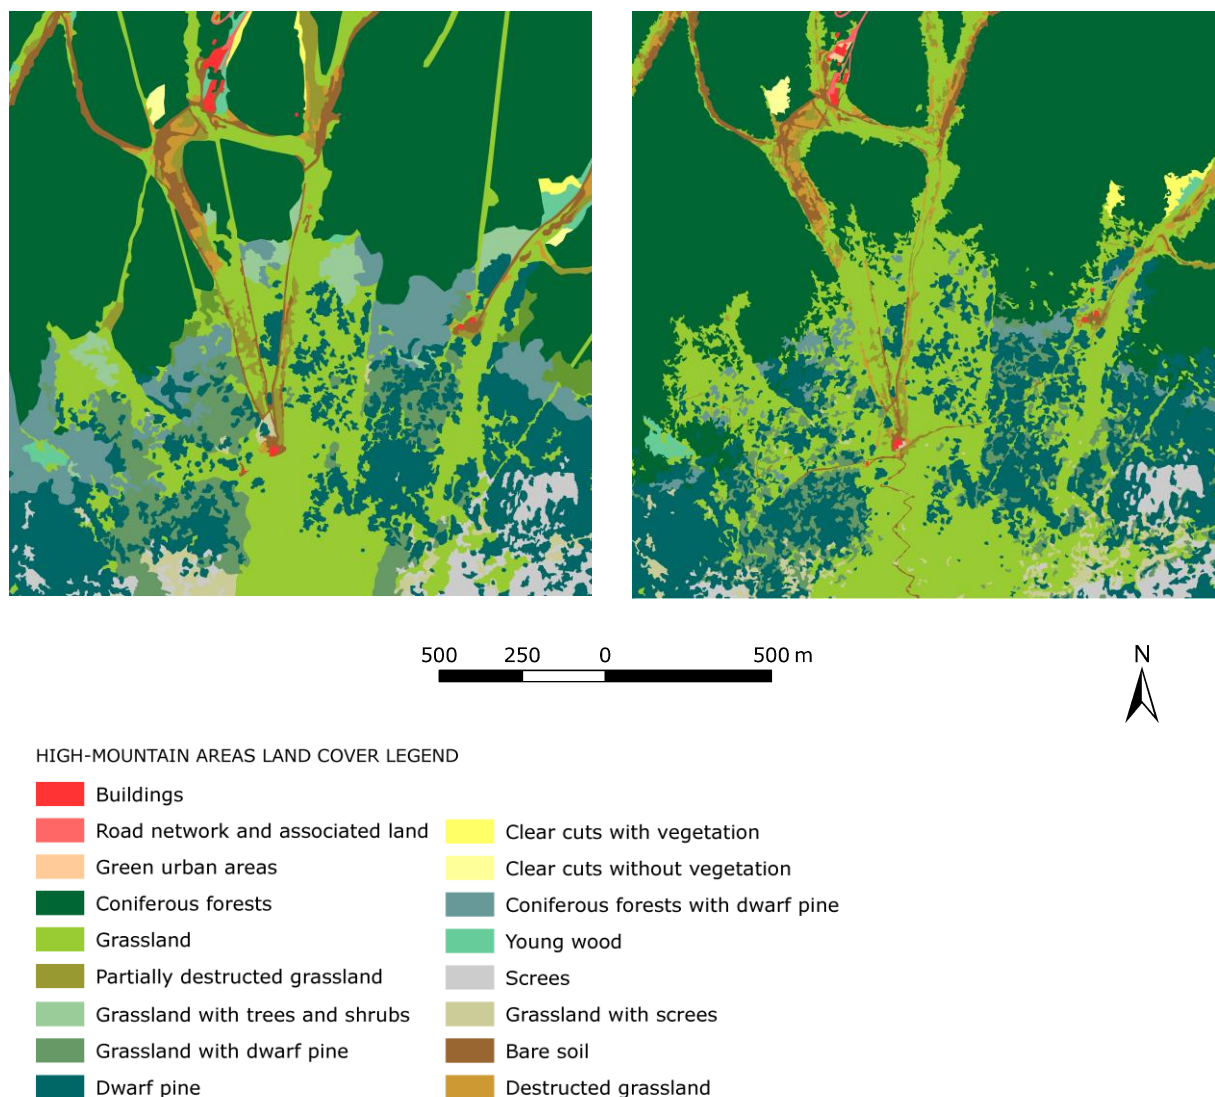 500 250 0 500 m
N
HIGH-MOUNTAIN AREAS LAND COVER LEGEND
Buildings
Road network and associated land
Green urban areas
Coniferous forests
Grassland
Partially destructed grassland
Grassland with trees and shrubs
Grassland with dwarf pine
Dwarf pine
Clear cuts with vegetation
Clear cuts without vegetation
Coniferous forests with dwarf pine
Young wood
Screes
Grassland with screes
Bare soil
Destructed grassland